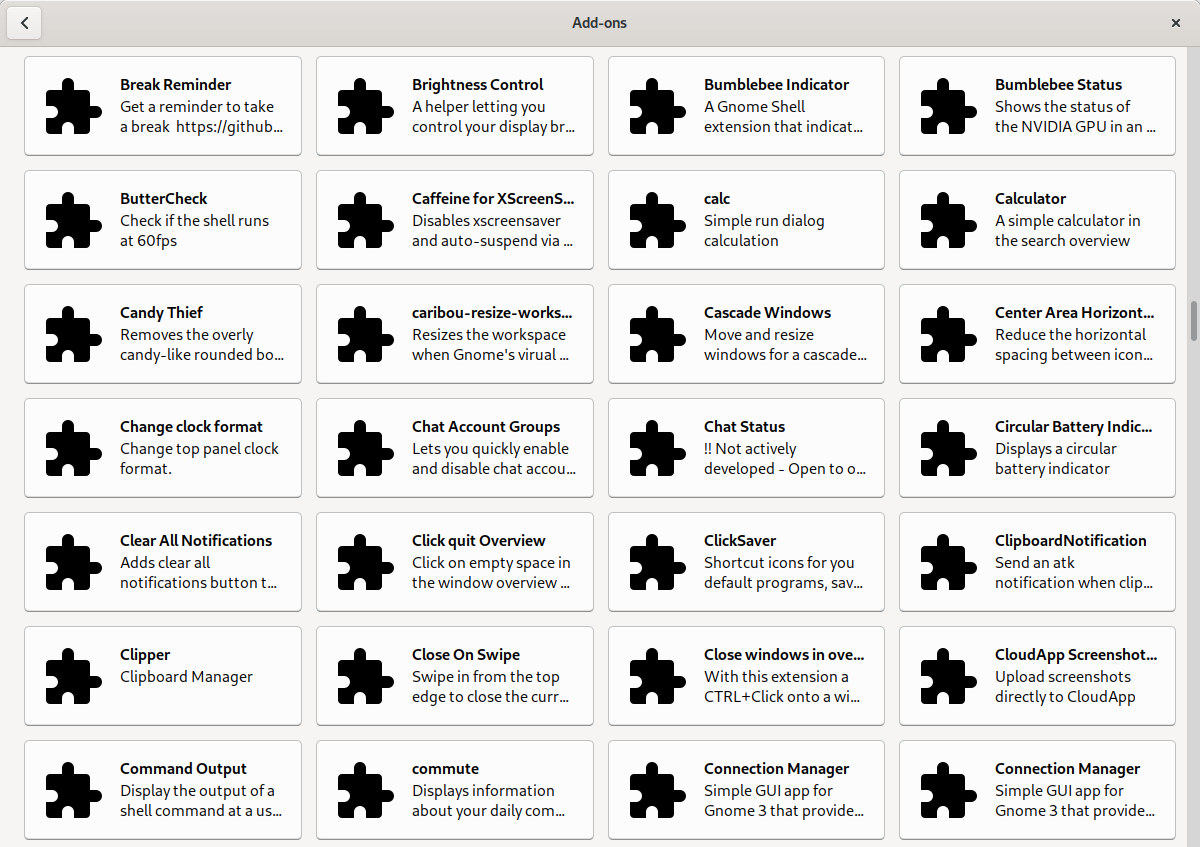 Add-ons
Break Reminder
Get a reminder to take
a break  https://github...
Brightness Control
A helper letting you
control your display br...
Bumblebee Indicator
A Gnome Shell
extension that indicat...
Bumblebee Status
Shows the status of
the NVIDIA GPU in an ...
ButterCheck
Check if the shell runs
at 60fps
Caffeine for XScreenS...
Disables xscreensaver
and auto-suspend via ...
calc
Simple run dialog
calculation
Calculator
A simple calculator in
the search overview
Candy Thief
Removes the overly
candy-like rounded bo...
caribou-resize-works...
Resizes the workspace
when Gnome's virual ...
Cascade Windows
Move and resize
windows for a cascade...
Center Area Horizont...
Reduce the horizontal
spacing between icon...
Change clock format
Change top panel clock
format.
Chat Account Groups
Lets you quickly enable
and disable chat accou...
Chat Status
!! Not actively
developed - Open to o...
Circular Battery Indic...
Displays a circular
battery indicator
Clear All Notifications
Adds clear all
notifications button t...
Click quit Overview
Click on empty space in
the window overview ...
ClickSaver
Shortcut icons for you
default programs, sav...
ClipboardNotification
Send an atk
notification when clip...
Clipper
Clipboard Manager
Close On Swipe
Swipe in from the top
edge to close the curr...
Close windows in ove...
With this extension a
CTRL+Click onto a wi...
CloudApp Screenshot...
Upload screenshots
directly to CloudApp
Command Output
Display the output of a
shell command at a us...
commute
Displays information
about your daily com...
Connection Manager
Simple GUI app for
Gnome 3 that provide...
Connection Manager
Simple GUI app for
Gnome 3 that provide...